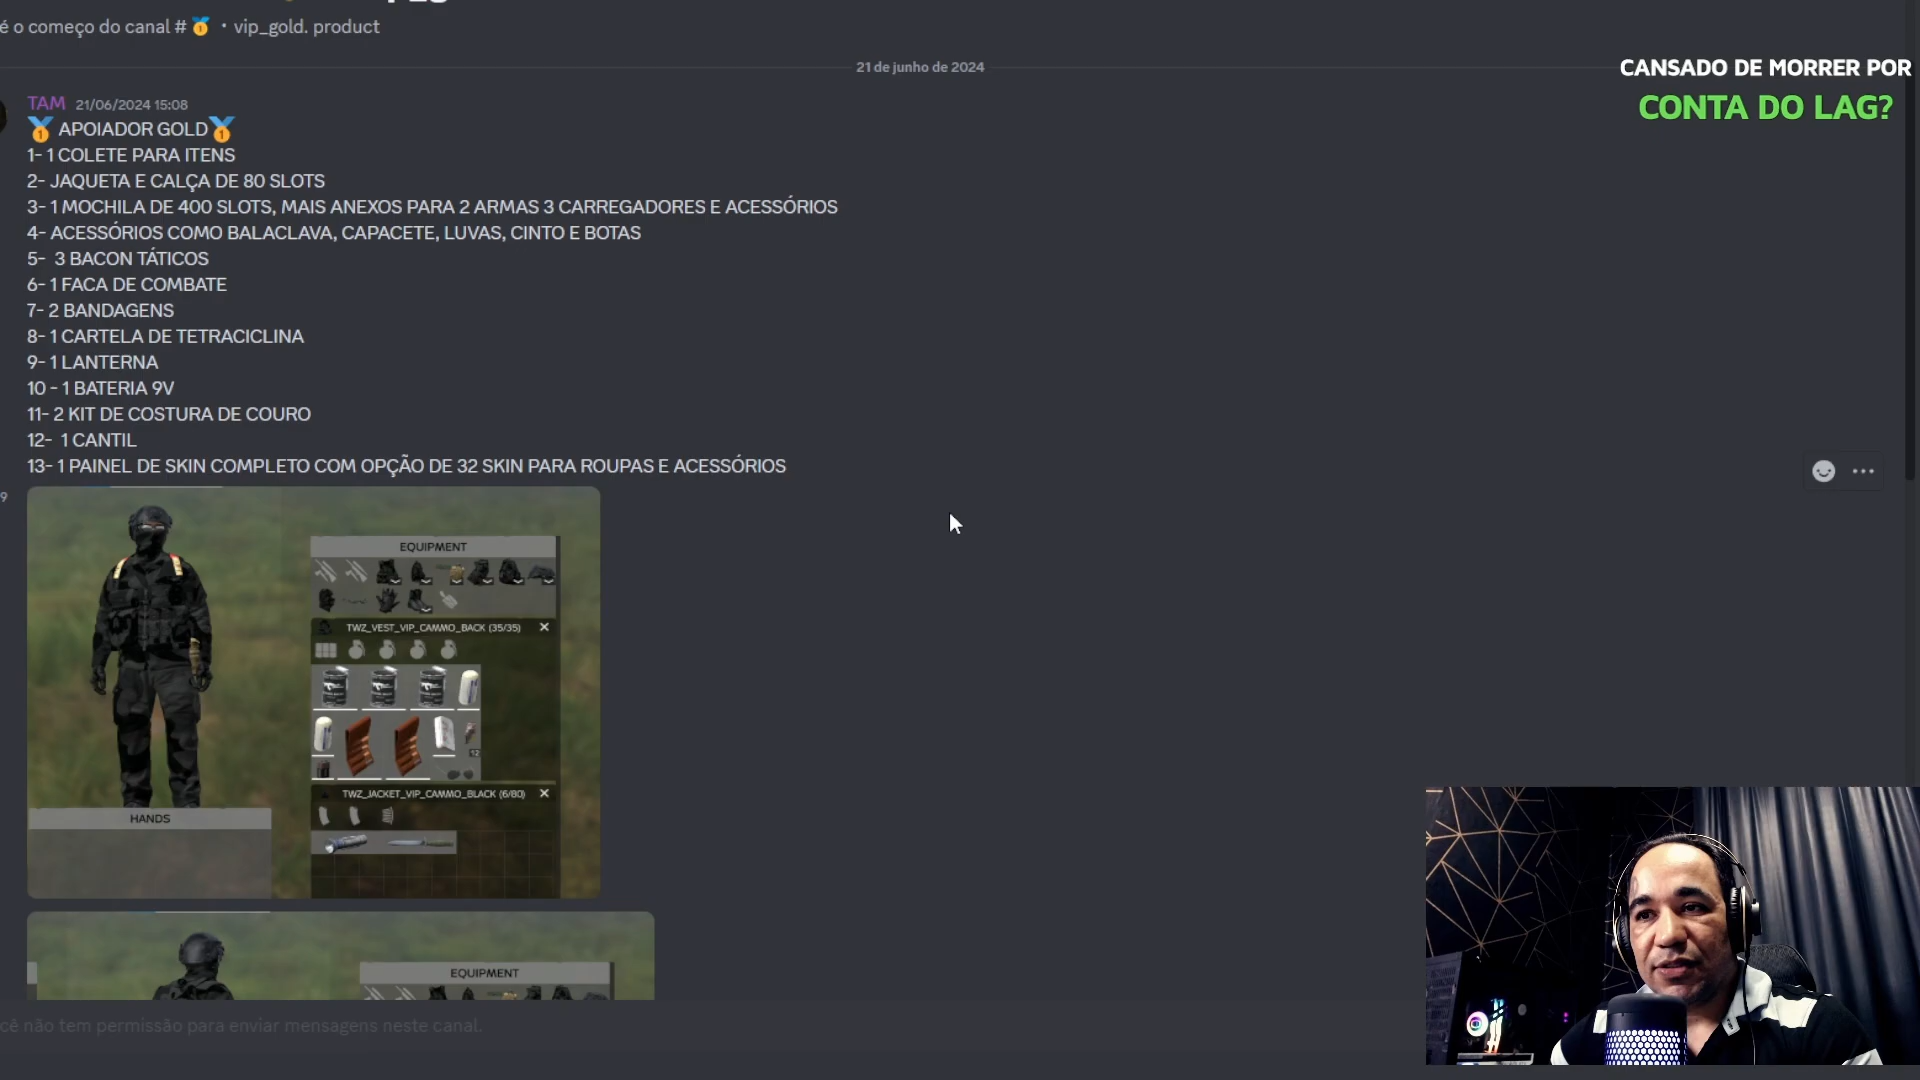 é o começo do canal #🥇・vip_gold. product
21 de junho de 2024
CANSADO DE MORRER POR
CONTA DO LAG?
TAM 21/06/2024 15:08
🥇 APOIADOR GOLD🥇
1- 1 COLETE PARA ITENS
2- JAQUETA E CALÇA DE 80 SLOTS
3- 1 MOCHILA DE 400 SLOTS, MAIS ANEXOS PARA 2 ARMAS 3 CARREGADORES E ACESSÓRIOS
4- ACESSÓRIOS COMO BALACLAVA, CAPACETE, LUVAS, CINTO E BOTAS
5- 3 BACON TÁTICOS
6- 1 FACA DE COMBATE
7- 2 BANDAGENS
8- 1 CARTELA DE TETRACICLINA
9- 1 LANTERNA
10 - 1 BATERIA 9V
11- 2 KIT DE COSTURA DE COURO
12- 1 CANTIL
13- 1 PAINEL DE SKIN COMPLETO COM OPÇÃO DE 32 SKIN PARA ROUPAS E ACESSÓRIOS
9
EQUIPMENT
TWZ_VEST_VIP_CAMMO_BACK (35/35)
TWZ_JACKET_VIP_CAMMO_BLACK (6/80)
HANDS
EQUIPMENT
cê não tem permissão para enviar mensagens neste canal.